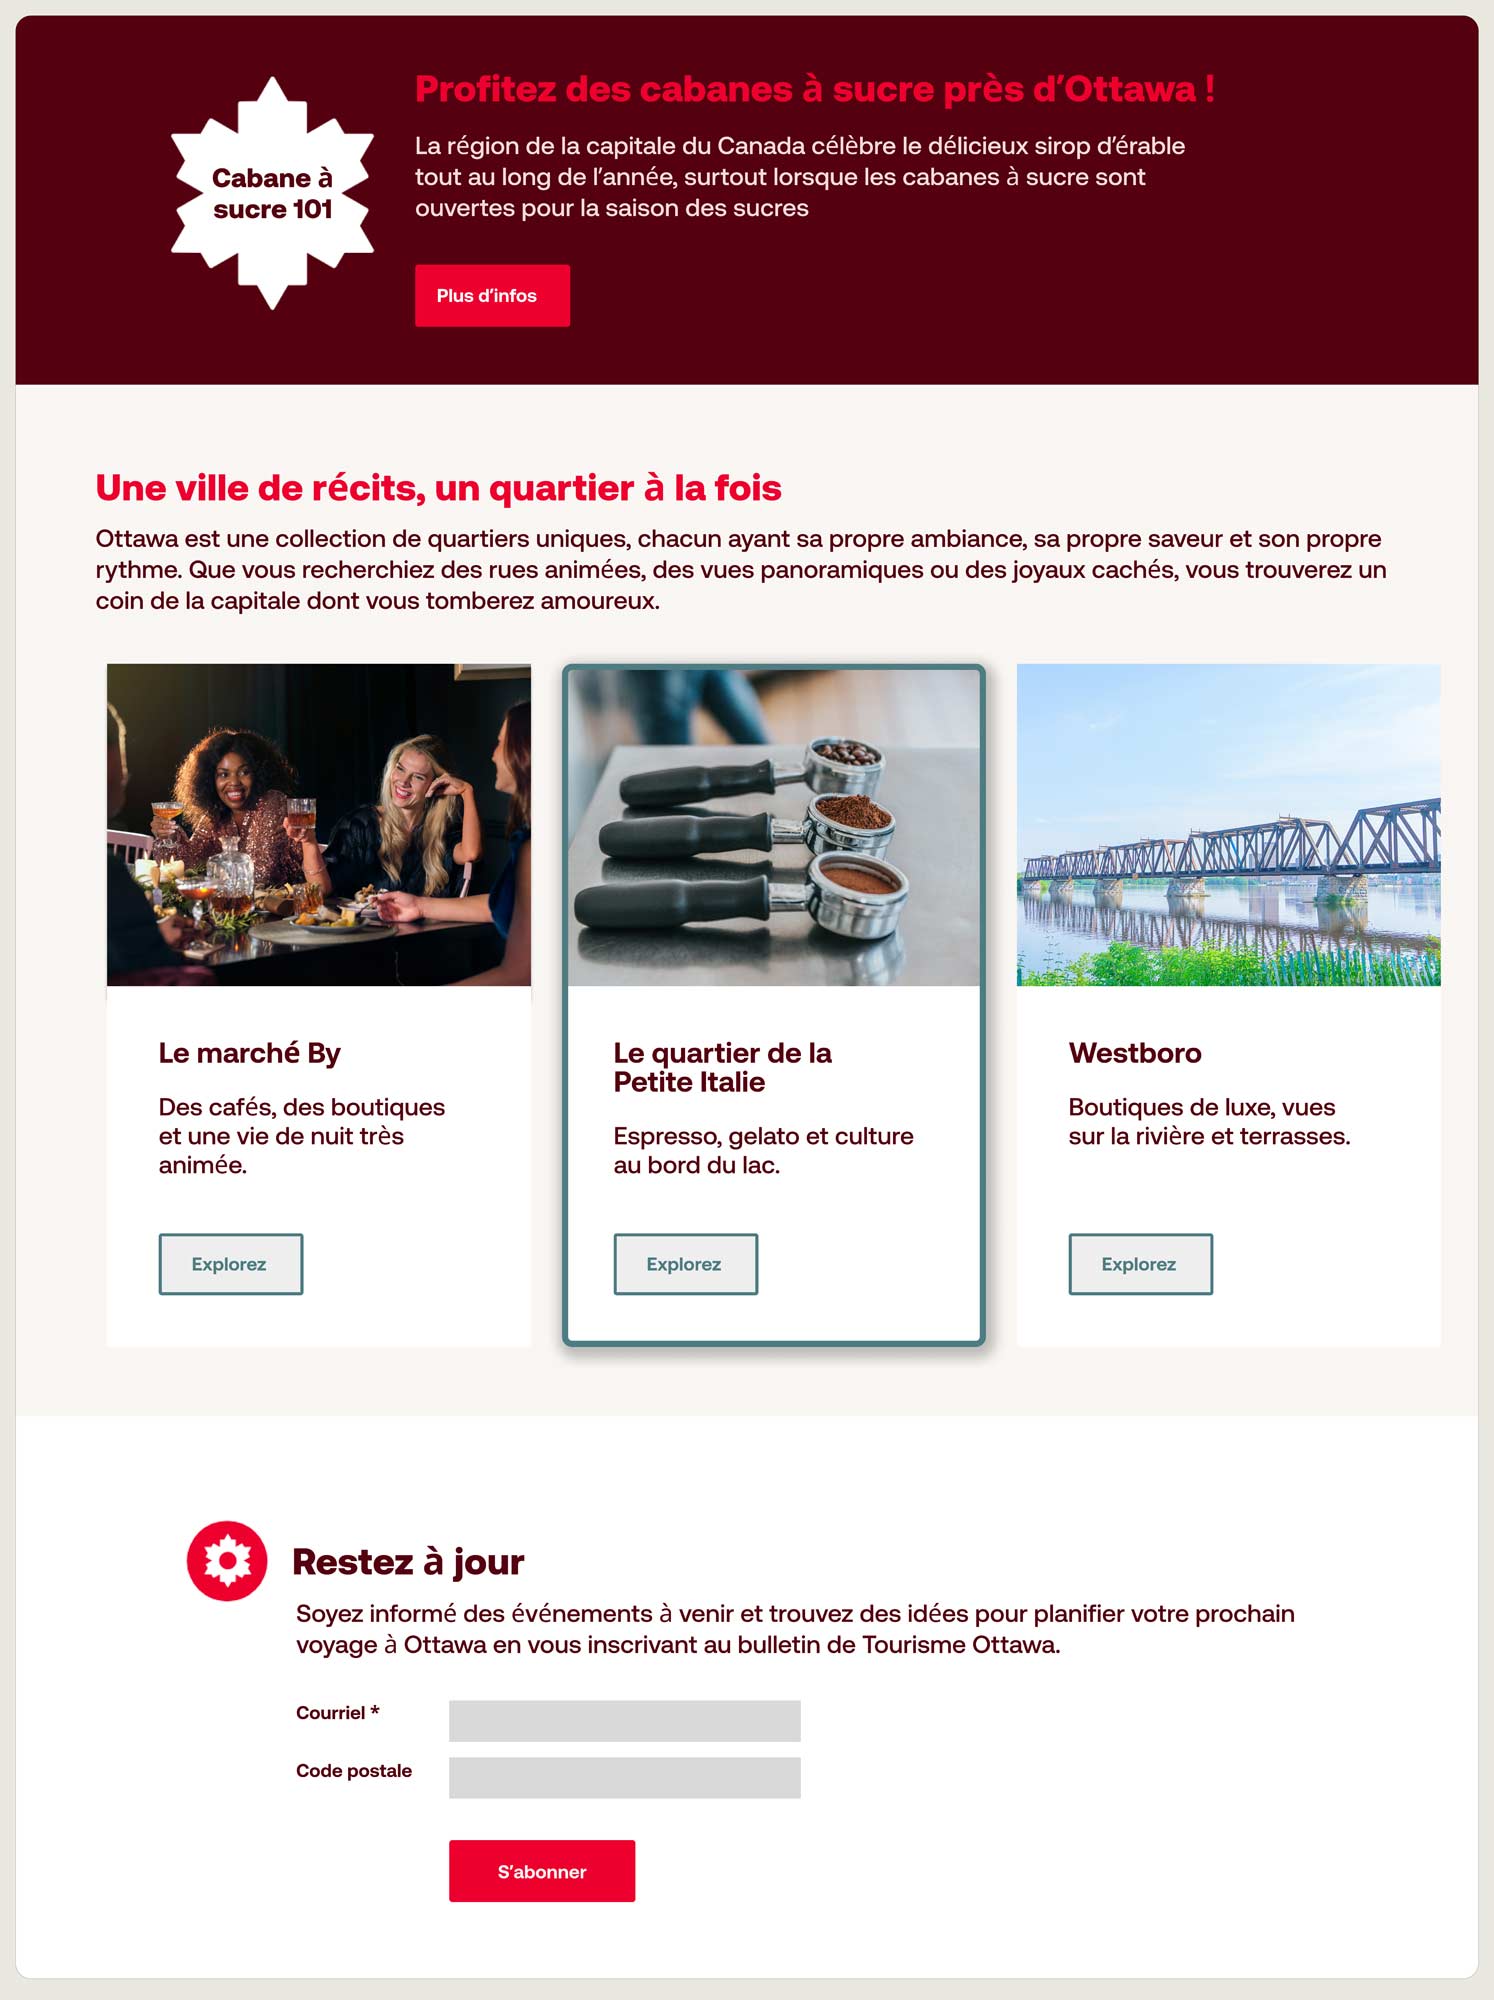 Cabane à
sucre 101
Profitez des cabanes à sucre près d’Ottawa !
La région de la capitale du Canada célèbre le délicieux sirop d’érable
tout au long de l’année, surtout lorsque les cabanes à sucre sont
ouvertes pour la saison des sucres
Plus d’infos
Une ville de récits, un quartier à la fois
Ottawa est une collection de quartiers uniques, chacun ayant sa propre ambiance, sa propre saveur et son propre
rythme. Que vous recherchiez des rues animées, des vues panoramiques ou des joyaux cachés, vous trouverez un
coin de la capitale dont vous tomberez amoureux.
Le marché By
Des cafés, des boutiques
et une vie de nuit très
animée.
Explorez
Le quartier de la
Petite Italie
Espresso, gelato et culture
au bord du lac.
Explorez
Westboro
Boutiques de luxe, vues
sur la rivière et terrasses.
Explorez
Restez à jour
Soyez informé des événements à venir et trouvez des idées pour planifier votre prochain
voyage à Ottawa en vous inscrivant au bulletin de Tourisme Ottawa.
Courriel *
Code postale
S’abonner